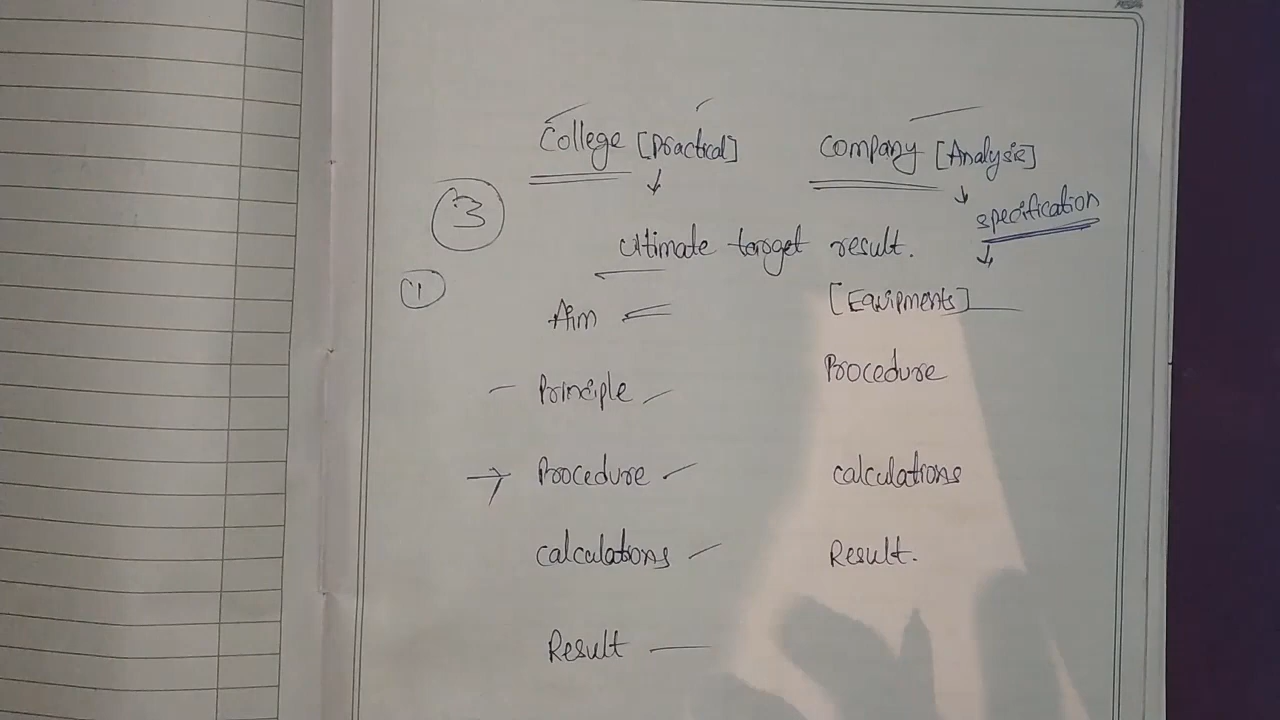 College [Practical] Company [Analysis]
3 specification
Ultimate target result.
1 [Equipments]
Aim
Procedure
Principle
Procedure calculations
calculations Result.
Result